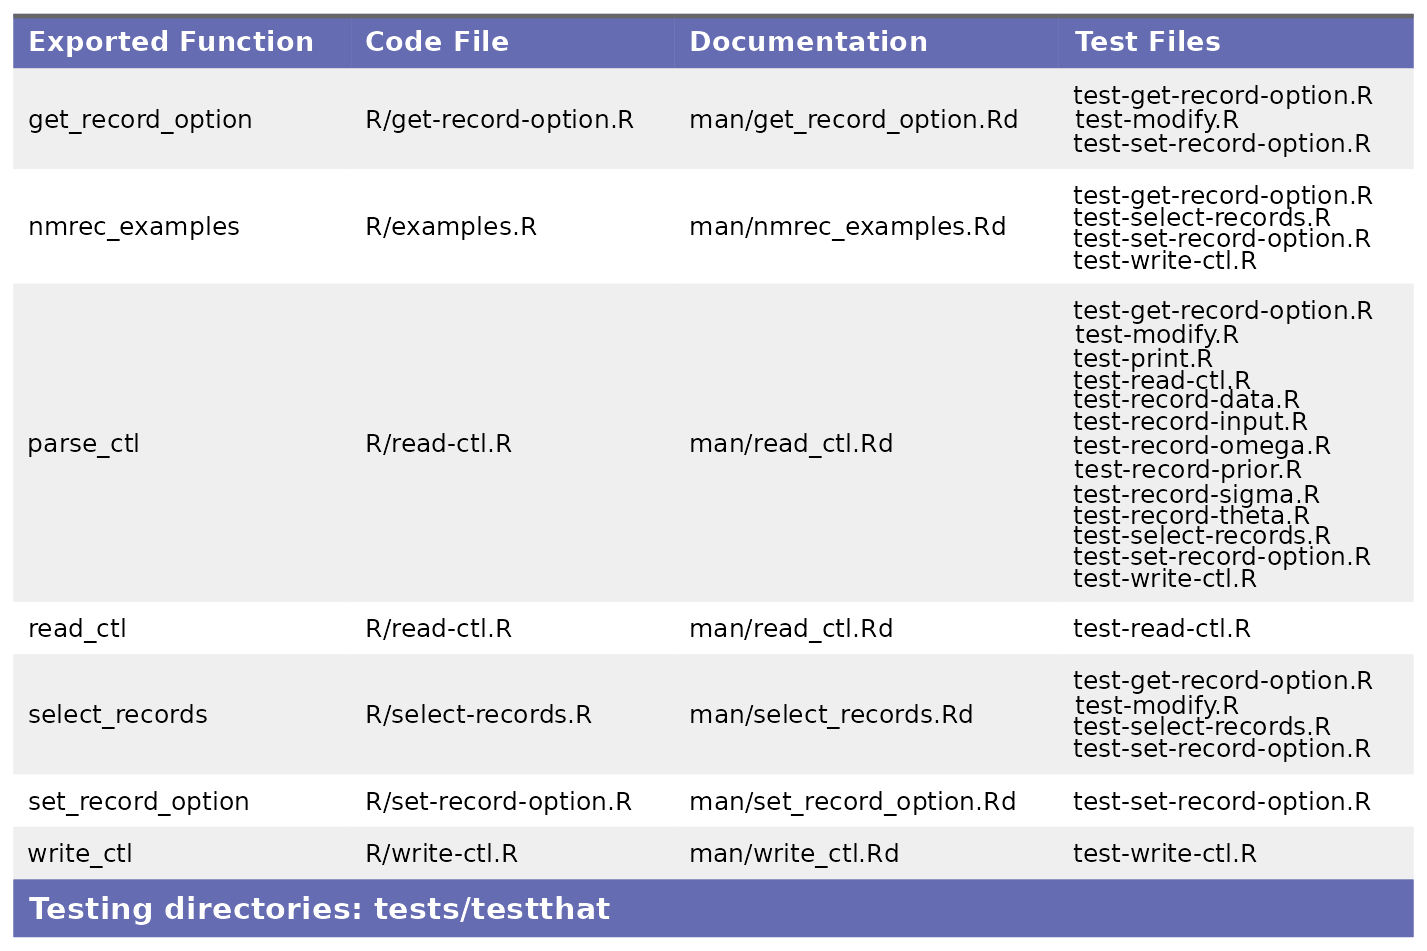 Exported Function Code File Documentation Test Files
get_record_option R/get-record-option.R man/get_record_option.Rd test-get-record-option.R
test-modify.R
test-set-record-option.R
nmrec_examples R/examples.R man/nmrec_examples.Rd test-get-record-option.R
test-select-records.R
test-set-record-option.R
test-write-ctl.R
parse_ctl R/read-ctl.R man/read_ctl.Rd test-get-record-option.R
test-modify.R
test-print.R
test-read-ctl.R
test-record-data.R
test-record-input.R
test-record-omega.R
test-record-prior.R
test-record-sigma.R
test-record-theta.R
test-select-records.R
test-set-record-option.R
test-write-ctl.R
read_ctl R/read-ctl.R man/read_ctl.Rd test-read-ctl.R
select_records R/select-records.R man/select_records.Rd test-get-record-option.R
test-modify.R
test-select-records.R
test-set-record-option.R
set_record_option R/set-record-option.R man/set_record_option.Rd test-set-record-option.R
write_ctl R/write-ctl.R man/write_ctl.Rd test-write-ctl.R
Testing directories: tests/testthat